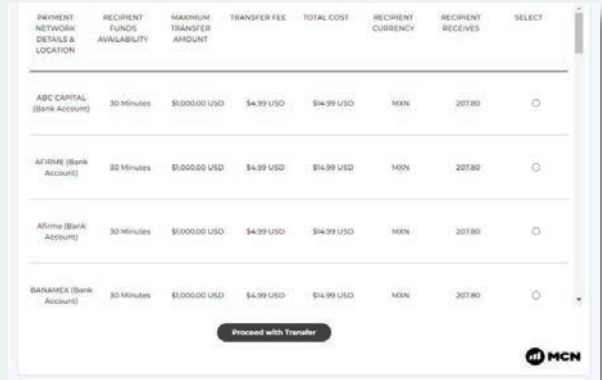 PAYMENT NETWORK DETAILS & LOCATION
RECIPIENT FUNDS AVAILABILITY
MAXIMUM TRANSFER AMOUNT
TRANSFER FEE
TOTAL COST
RECIPIENT CURRENCY
RECIPIENT RECEIVES
SELECT
ABC CAPITAL (Bank Account) 30 Minutes $1,000.00 USD $4.99 USD $14.99 USD MXN 207.80
AFIRME (Bank Account) 30 Minutes $1,000.00 USD $4.99 USD $14.99 USD MXN 207.80
Afirme (Bank Account) 30 Minutes $1,000.00 USD $4.99 USD $14.99 USD MXN 207.80
BANAMEX (Bank Account) 30 Minutes $1,000.00 USD $4.99 USD $14.99 USD MXN 207.80
Proceed with Transfer
MCN